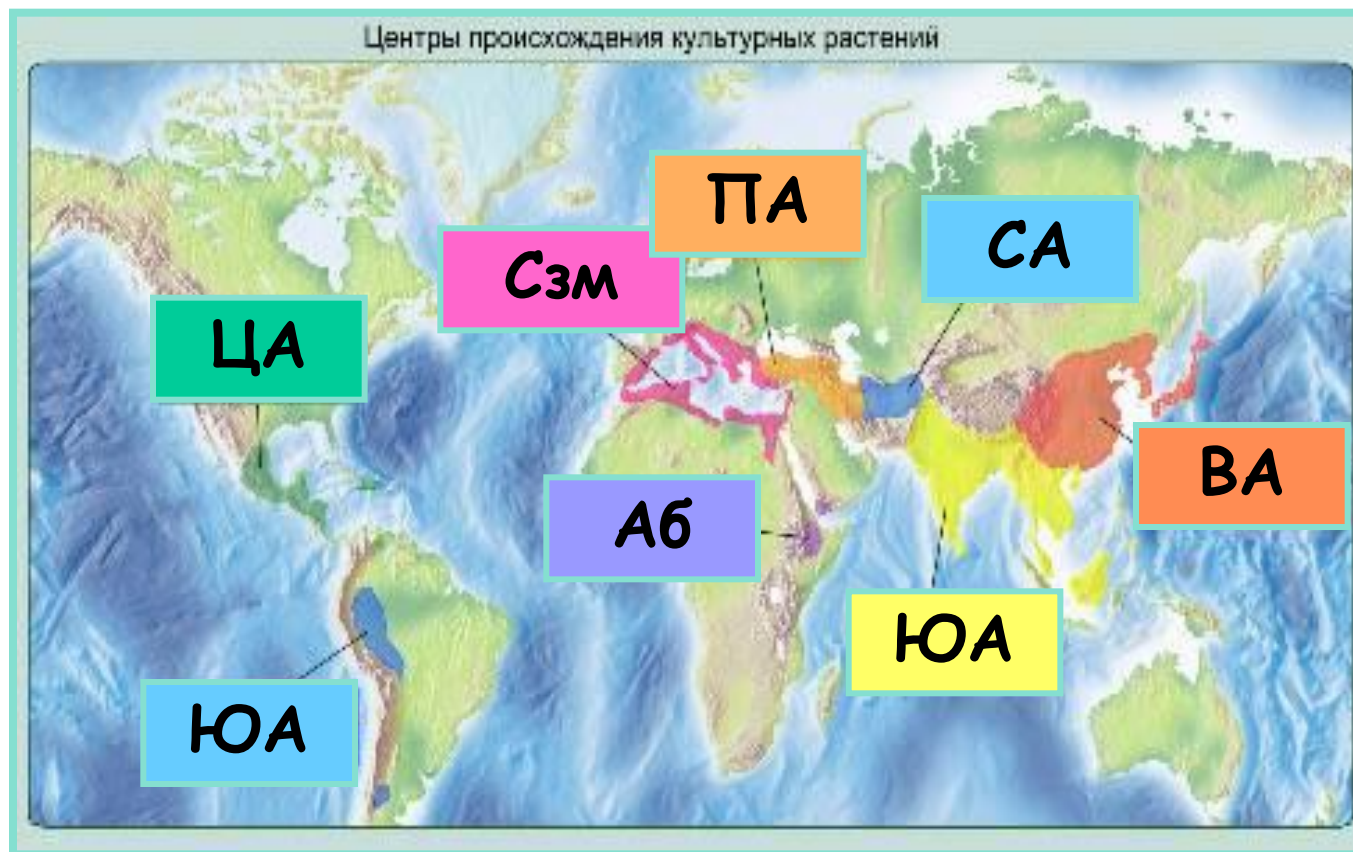 Центры происхождения культурных растений
ПА
СА
Сзм
ЦА
ВА
Аб
ЮА
ЮА